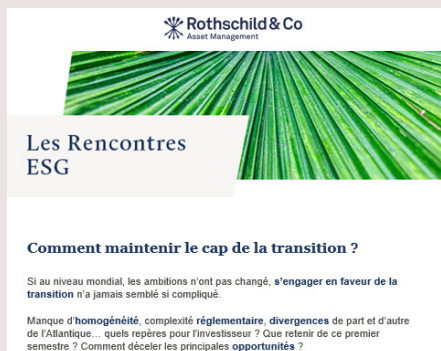 Rothschild & Co
Asset Management
Les Rencontres
ESG
Comment maintenir le cap de la transition ?
Si au niveau mondial, les ambitions n'ont pas changé, s'engager en faveur de la
transition n'a jamais semblé si compliqué.
Manque d'homogénéité, complexité réglementaire, divergences de part et d'autre
de l'Atlantique… quels repères pour l'investisseur ? Que retenir de ce premier
semestre ? Comment déceler les principales opportunités ?